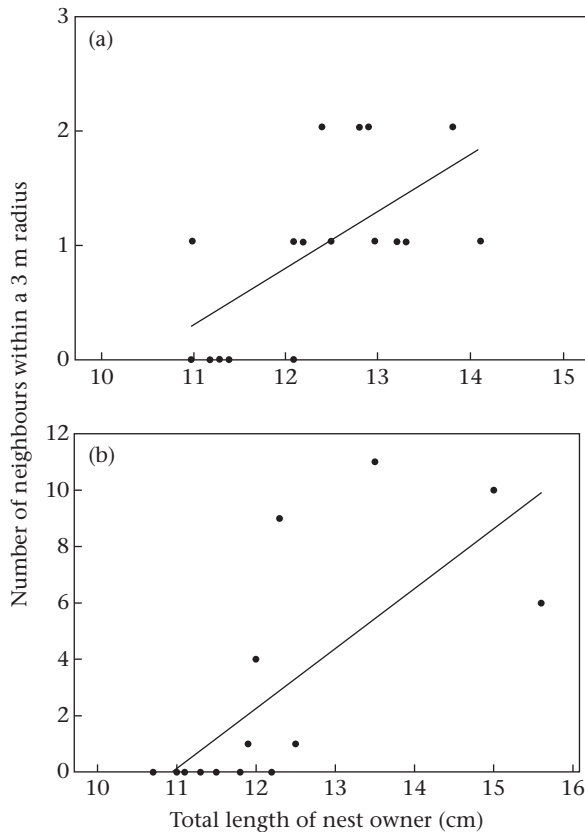 Number of neighbours within a 3 m radius
(a)
3
2
1
0
10 11 12 13 14 15
(b)
12
10
8
6
4
2
0
10 11 12 13 14 15 16
Total length of nest owner (cm)